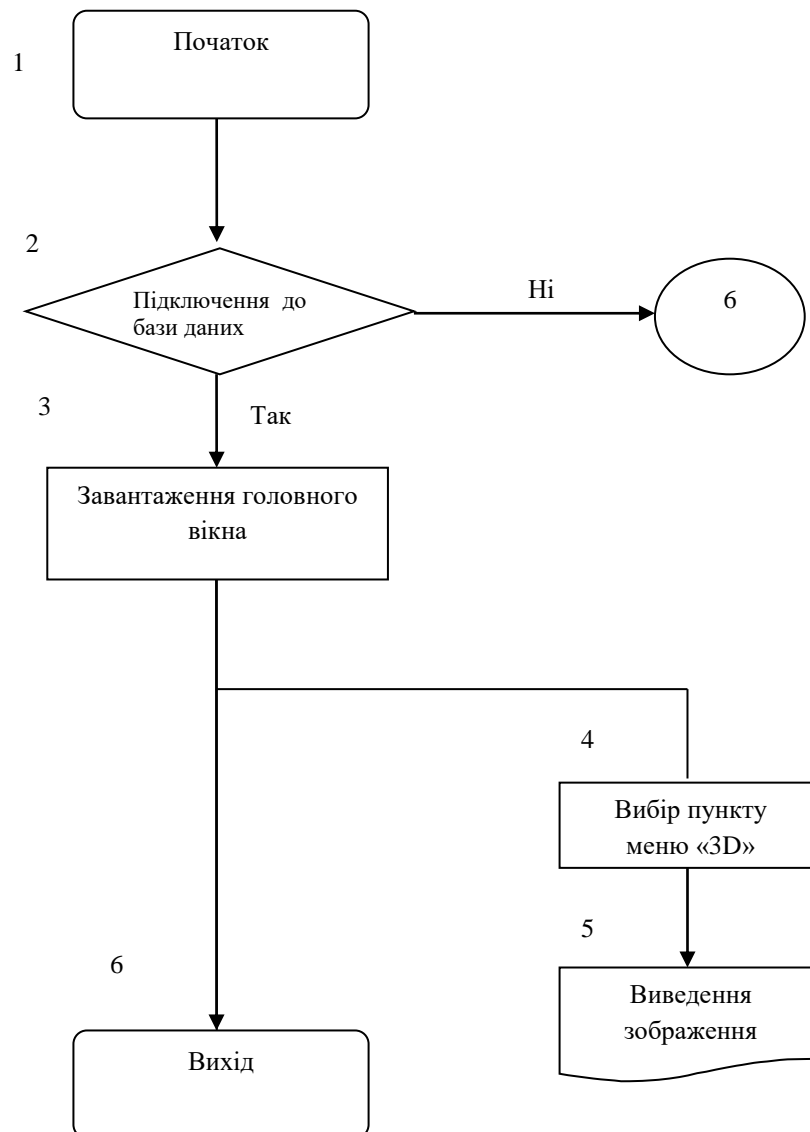 1
Початок
2
Підключення до
бази даних
Ні
6
3
Так
Завантаження головного
вікна
4
Вибір пункту
меню «3D»
5
Виведення
зображення
6
Вихід